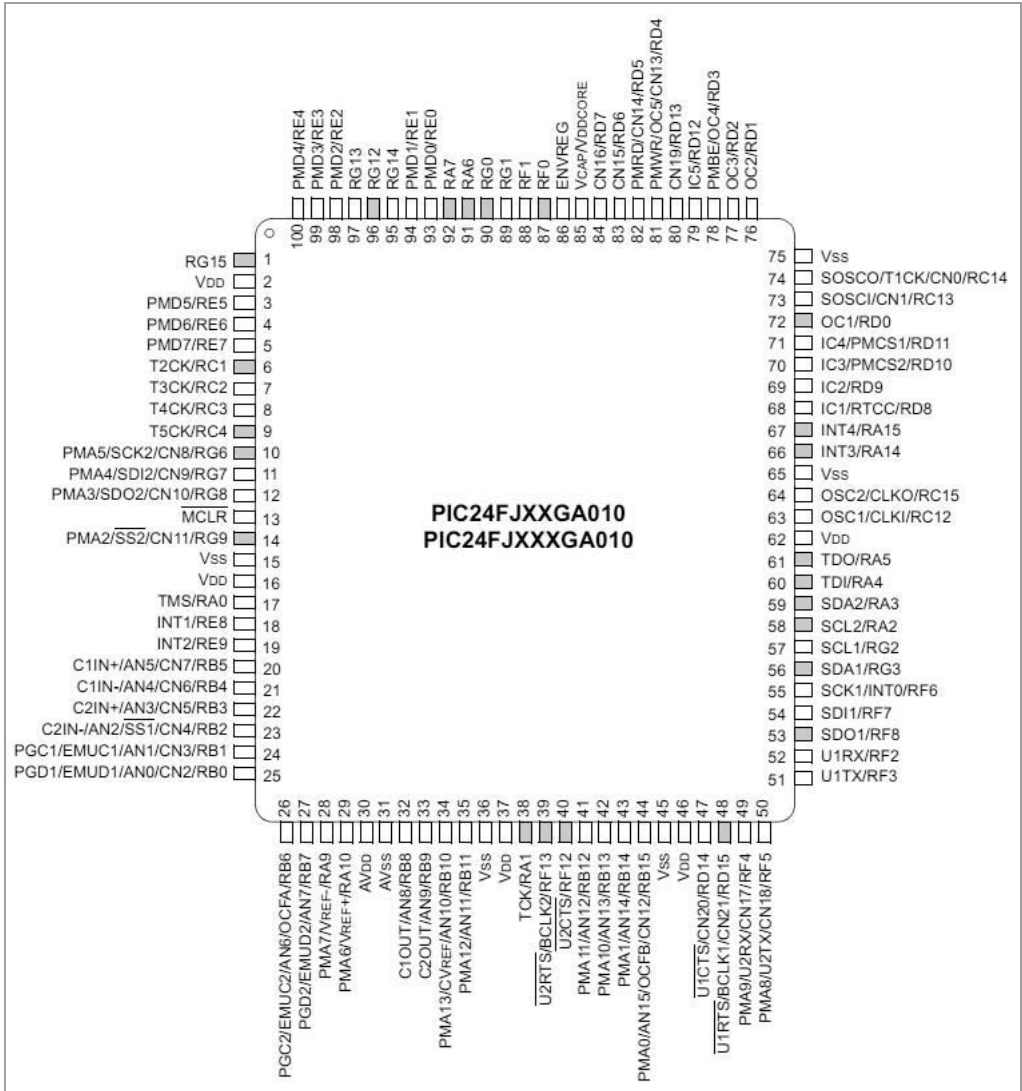 PMD4/RE4
PMD3/RE3
PMD2/RE2
RG13
RG12
RG14
PMD1/RE1
PMD0/RE0
RA7
RA6
RG0
RG1
RF1
RF0
ENVREG
VCAP/VDDCORE
CN16/RD7
CN15/RD6
PMRD/CN14/RD5
PMWR/OC5/CN13/RD4
CN19/RD13
IC5/RD12
PMBE/OC4/RD3
OC3/RD2
OC2/RD1
100
99
98
97
96
95
94
93
92
91
90
89
88
87
86
85
84
83
82
81
80
79
78
77
76
RG15 1
VDD 2
PMD5/RE5 3
PMD6/RE6 4
PMD7/RE7 5
T2CK/RC1 6
T3CK/RC2 7
T4CK/RC3 8
T5CK/RC4 9
PMA5/SCK2/CN8/RG6 10
PMA4/SDI2/CN9/RG7 11
PMA3/SDO2/CN10/RG8 12
MCLR 13
PMA2/SS2/CN11/RG9 14
VSS 15
VDD 16
TMS/RA0 17
INT1/RE8 18
INT2/RE9 19
C1IN+/AN5/CN7/RB5 20
C1IN-/AN4/CN6/RB4 21
C2IN+/AN3/CN5/RB3 22
C2IN-/AN2/SS1/CN4/RB2 23
PGC1/EMUC1/AN1/CN3/RB1 24
PGD1/EMUD1/AN0/CN2/RB0 25
PIC24FJXXGA010
PIC24FJXXXGA010
75 VSS
74 SOSCO/T1CK/CN0/RC14
73 SOSCI/CN1/RC13
72 OC1/RD0
71 IC4/PMCS1/RD11
70 IC3/PMCS2/RD10
69 IC2/RD9
68 IC1/RTCC/RD8
67 INT4/RA15
66 INT3/RA14
65 VSS
64 OSC2/CLKO/RC15
63 OSC1/CLKI/RC12
62 VDD
61 TDO/RA5
60 TDI/RA4
59 SDA2/RA3
58 SCL2/RA2
57 SCL1/RG2
56 SDA1/RG3
55 SCK1/INT0/RF6
54 SDI1/RF7
53 SDO1/RF8
52 U1RX/RF2
51 U1TX/RF3
26
27
28
29
30
31
32
33
34
35
36
37
38
39
40
41
42
43
44
45
46
47
48
49
50
PGC2/EMUC2/AN6/OCFA/RB6
PGD2/EMUD2/AN7/RB7
PMA7/VREF-/RA9
PMA6/VREF+/RA10
AVDD
AVSS
C1OUT/AN8/RB8
C2OUT/AN9/RB9
PMA13/CVREF/AN10/RB10
PMA12/AN11/RB11
VSS
VDD
TCK/RA1
U2RTS/BCLK2/RF13
U2CTS/RF12
PMA11/AN12/RB12
PMA10/AN13/RB13
PMA1/AN14/RB14
PMA0/AN15/OCFB/CN12/RB15
VSS
VDD
U1CTS/CN20/RD14
U1RTS/BCLK1/CN21/RD15
PMA9/U2RX/CN17/RF4
PMA8/U2TX/CN18/RF5